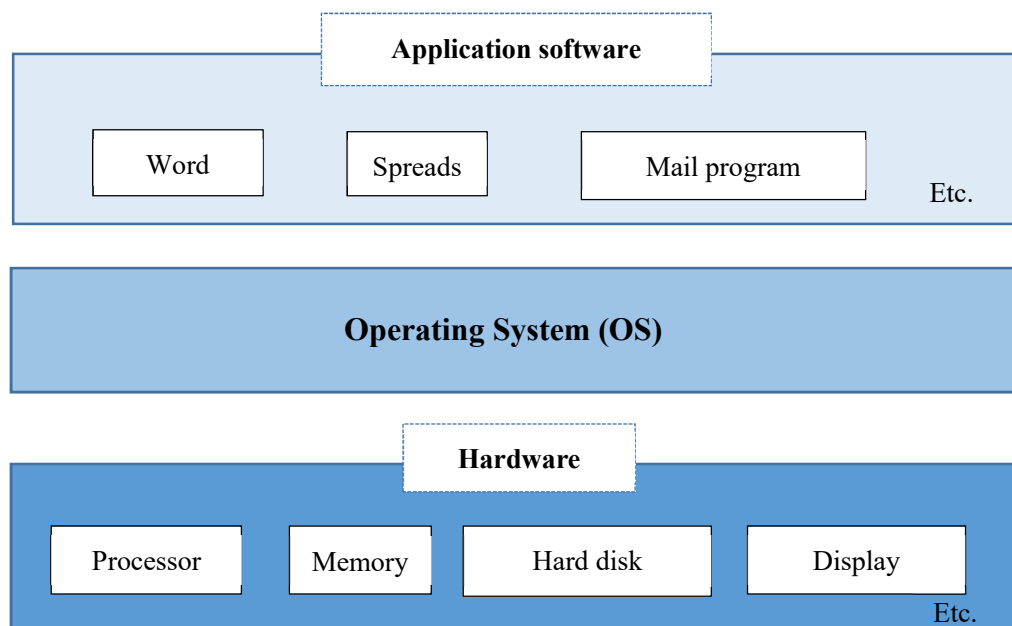 Application software
Word
Spreads
Mail program
Etc.
Operating System (OS)
Hardware
Processor
Memory
Hard disk
Display
Etc.